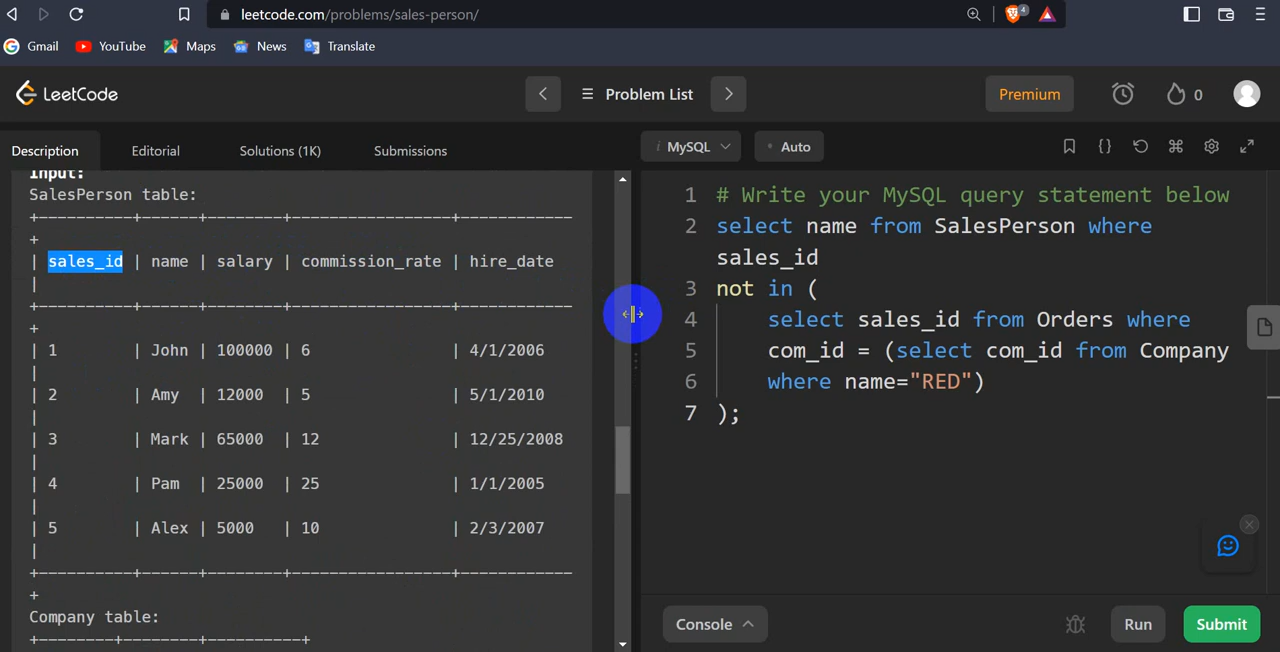 leetcode.com/problems/sales-person/
4
Gmail YouTube Maps News Translate
LeetCode
Problem List
Premium
0
Description Editorial Solutions (1K) Submissions
i MySQL Auto
Input:
SalesPerson table:
+----------+------+--------+-----------------+------------
+
| sales_id | name | salary | commission_rate | hire_date
|
+----------+------+--------+-----------------+------------
+
| 1 | John | 100000 | 6 | 4/1/2006
|
| 2 | Amy | 12000 | 5 | 5/1/2010
|
| 3 | Mark | 65000 | 12 | 12/25/2008
|
| 4 | Pam | 25000 | 25 | 1/1/2005
|
| 5 | Alex | 5000 | 10 | 2/3/2007
|
+----------+------+--------+-----------------+------------
+
Company table:
+---------+--------+----------+
1 # Write your MySQL query statement below
2 select name from SalesPerson where
sales_id
3 not in (
4 select sales_id from Orders where
5 com_id = (select com_id from Company
6 where name="RED")
7 );
Console
Run
Submit